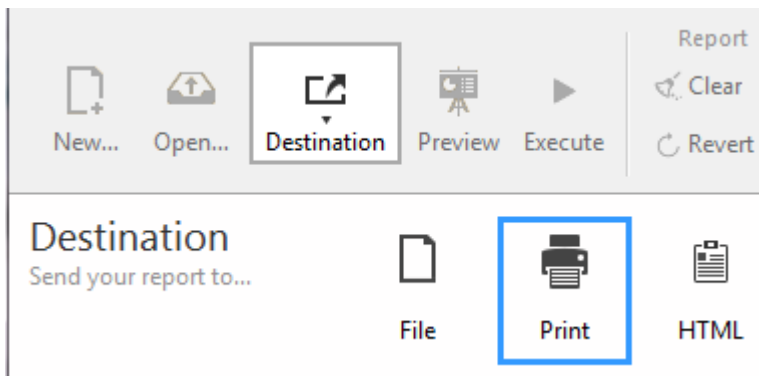 Report
New...
Open...
Destination
Preview
Execute
Clear
Revert
Destination
Send your report to...
File
Print
HTML